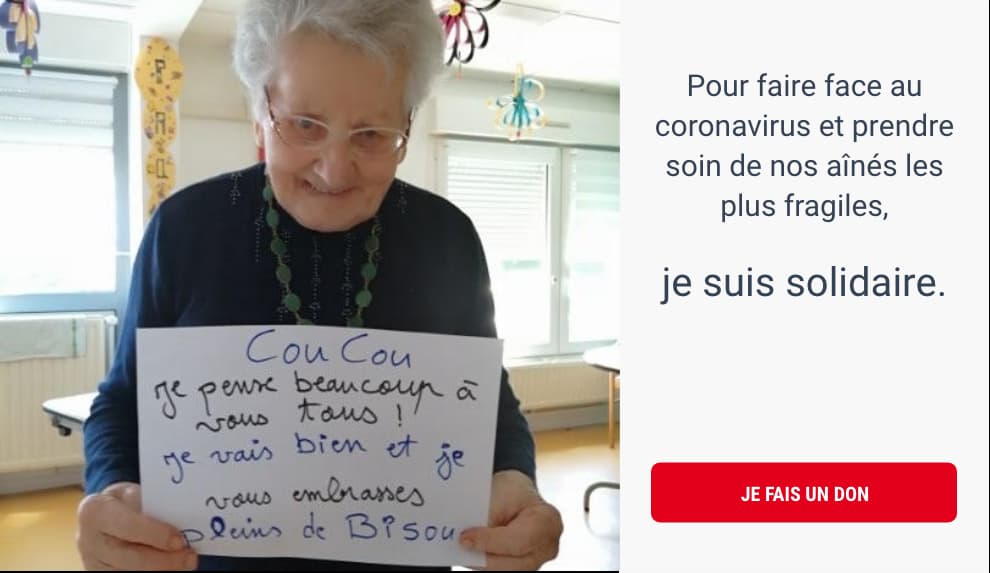 Cou Cou
je pense beaucoup à
vous tous !
je vais bien et je
vous embrasses
pleins de Bisou
Pour faire face au
coronavirus et prendre
soin de nos aînés les
plus fragiles,
je suis solidaire.
JE FAIS UN DON